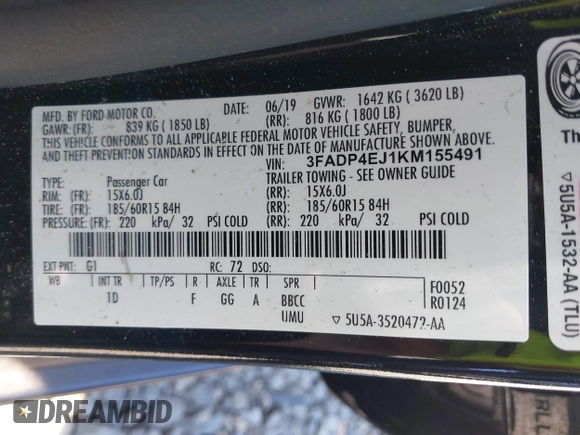 MFD. BY FORD MOTOR CO.
DATE: 06/19 GVWR: 1642 KG (3620 LB)
GAWR:(FR): 839 KG (1850 LB) (RR): 816 KG (1800 LB)
THIS VEHICLE CONFORMS TO ALL APPLICABLE FEDERAL MOTOR VEHICLE SAFETY, BUMPER,
AND THEFT PREVENTION STANDARDS IN EFFECT ON THE DATE OF MANUFACTURE SHOWN ABOVE.
VIN: 3FADP4EJ1KM155491
TYPE: Passenger Car TRAILER TOWING - SEE OWNER GUIDE
RIM: (FR): 15X6.0J (RR): 15X6.0J
TIRE: (FR): 185/60R15 84H (RR): 185/60R15 84H
PRESSURE:(FR): 220 kPa/ 32 PSI COLD (RR): 220 kPa/ 32 PSI COLD
EXT PNT: G1 RC: 72 DSO:
WB INT TR TP/PS R AXLE TR SPR
1D F GG A BBCC
UMU
F0052
R0124
▽ 5U5A-3520472-AA
Th
▽ 5U5A-1532-AA (TLU)
DREAMBID